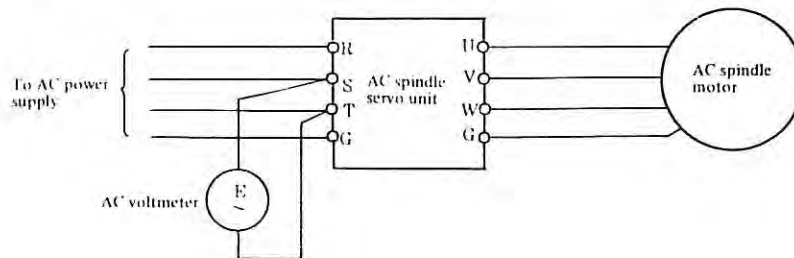 To AC power
supply
R
S
T
G
AC spindle
servo unit
U
V
W
G
AC spindle
motor
AC voltmeter
E
~